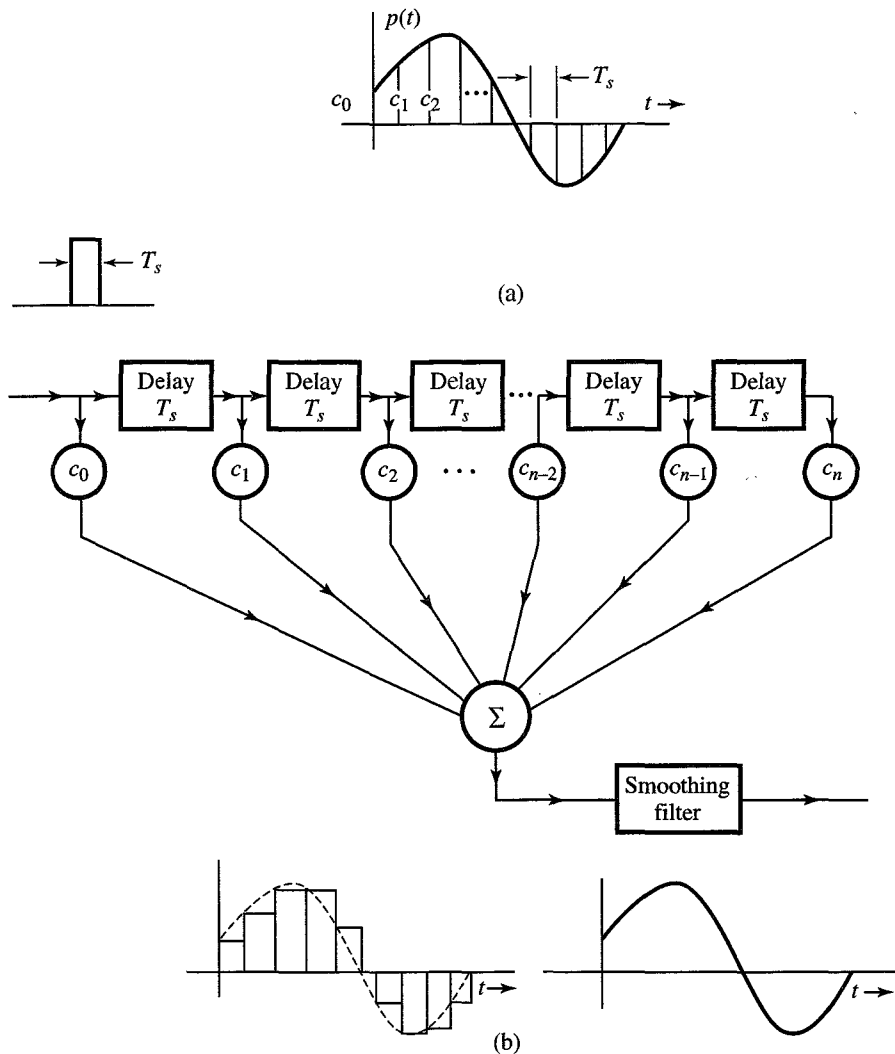 p(t)
c₀ c₁ c₂ ••• Tₛ t
Tₛ
(a)
Delay Tₛ
Delay Tₛ
Delay Tₛ
•••
Delay Tₛ
Delay Tₛ
c₀ c₁ c₂ ••• cₙ₋₂ cₙ₋₁ cₙ
Σ
Smoothing
filter
t
t
(b)